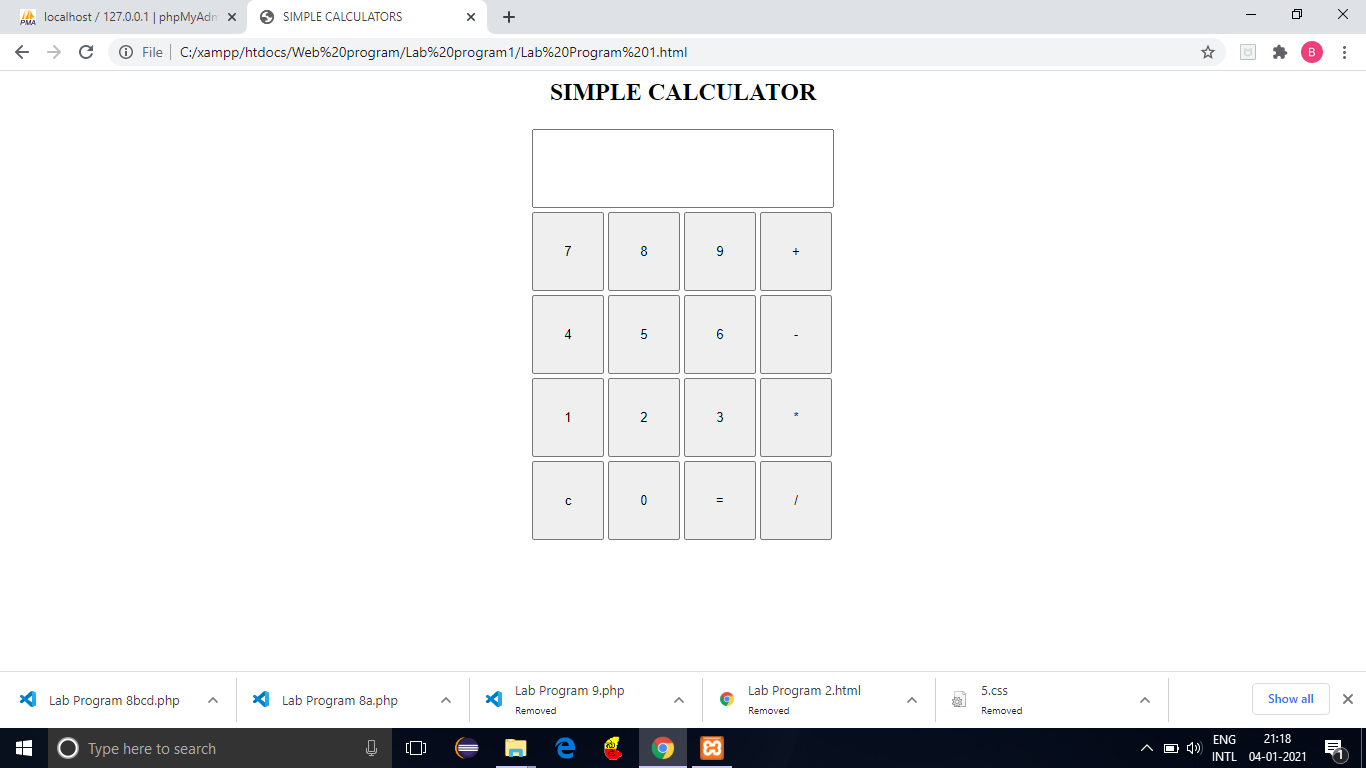 PMA
localhost / 127.0.0.1 | phpMyAdm
SIMPLE CALCULATORS
File
C:/xampp/htdocs/Web%20program/Lab%20program1/Lab%20Program%201.html
B
SIMPLE CALCULATOR
7 8 9 +
4 5 6 -
1 2 3 *
c 0 = /
Lab Program 8bcd.php
Lab Program 8a.php
Lab Program 9.php
Removed
Lab Program 2.html
Removed
5.css
Removed
Show all
Type here to search
ENG
INTL
21:18
04-01-2021
1